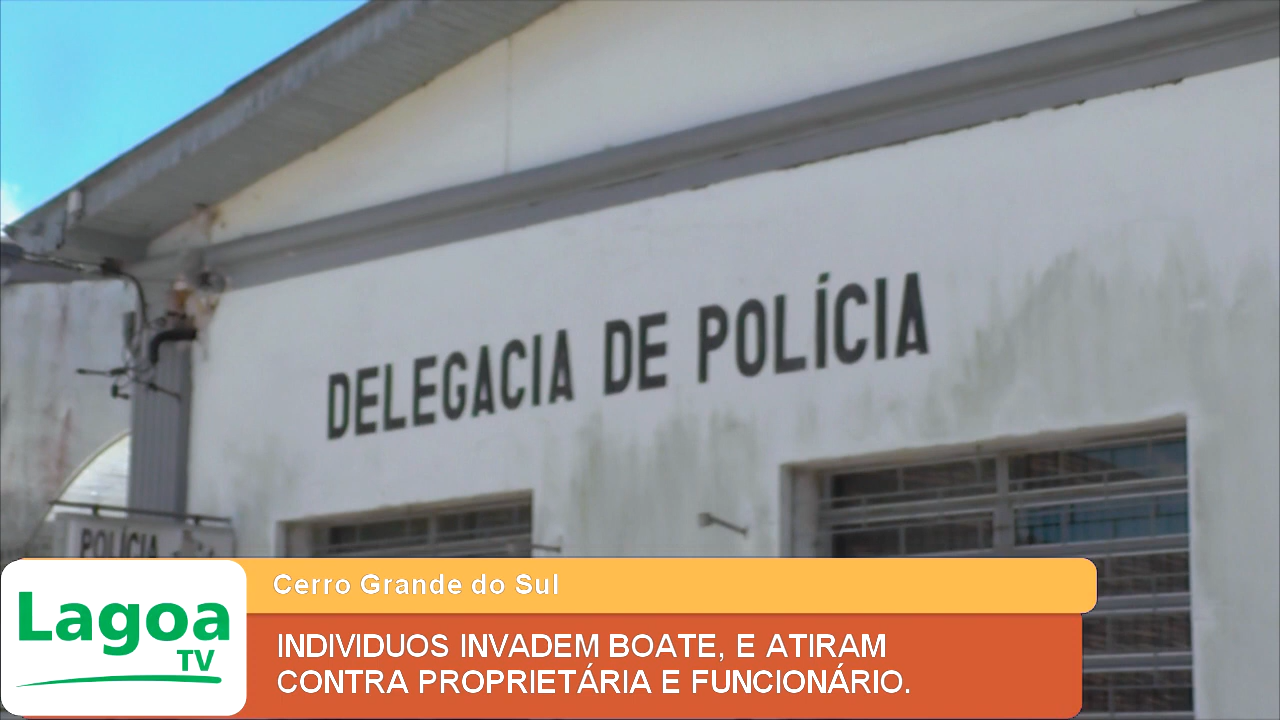 DELEGACIA DE POLÍCIA
POLÍCIA
Cerro Grande do Sul
Lagoa
TV
INDIVIDUOS INVADEM BOATE, E ATIRAM
CONTRA PROPRIETÁRIA E FUNCIONÁRIO.